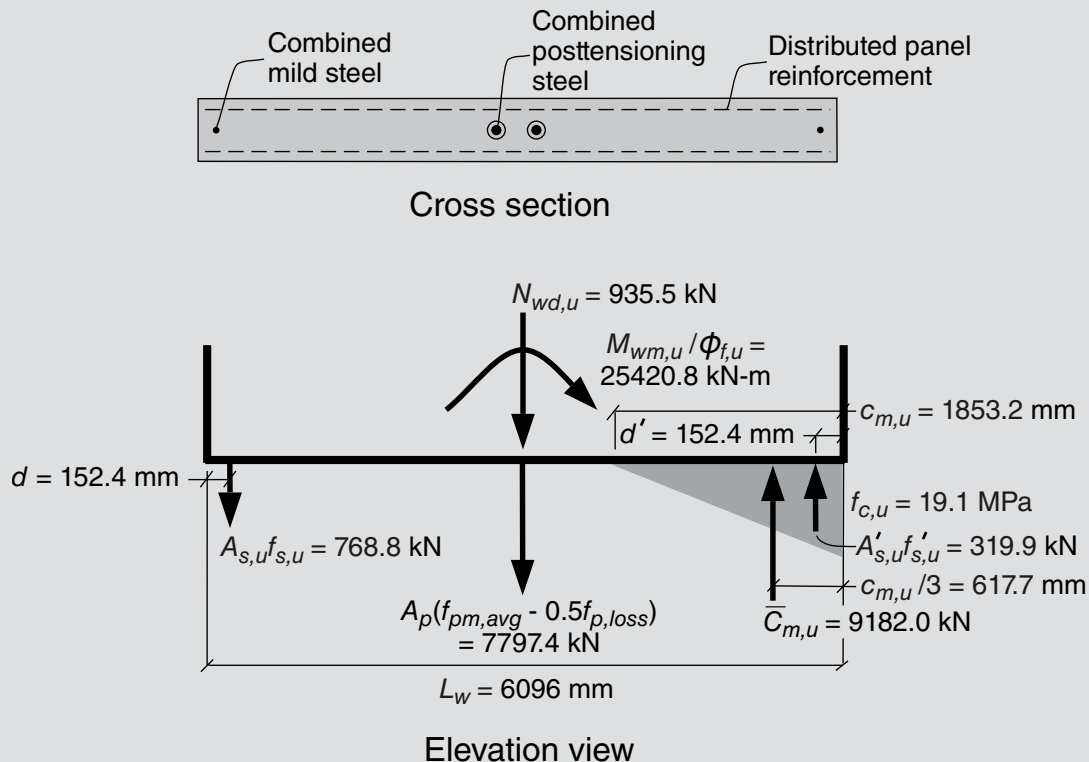 Combined
mild steel
Combined
posttensioning
steel
Distributed panel
reinforcement
Cross section
N_{wd,u} = 935.5 kN
M_{wm,u} / ϕ_{f,u} =
25420.8 kN-m
c_{m,u} = 1853.2 mm
d′ = 152.4 mm
d = 152.4 mm
f_{c,u} = 19.1 MPa
A_{s,u}f_{s,u} = 768.8 kN
A′_{s,u}f′_{s,u} = 319.9 kN
c_{m,u} /3 = 617.7 mm
A_p(f_{pm,avg} - 0.5f_{p,loss})
= 7797.4 kN
C̅_{m,u} = 9182.0 kN
L_w = 6096 mm
Elevation view